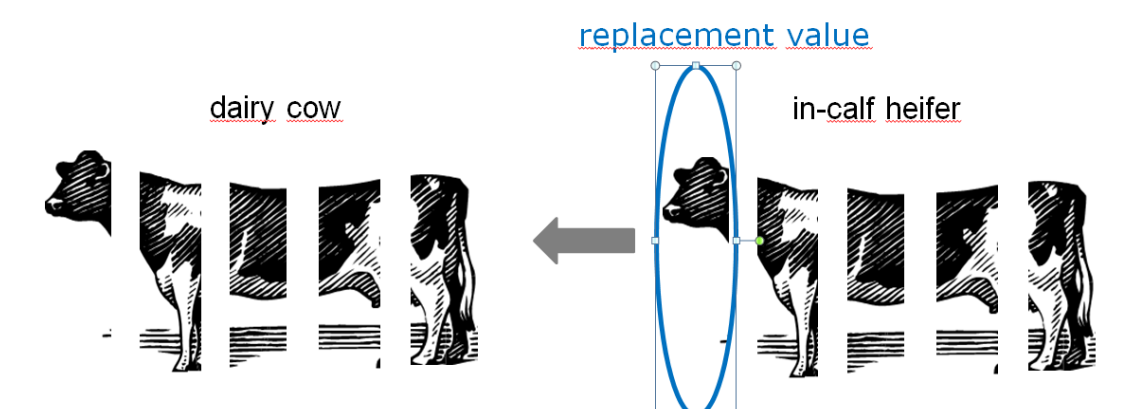 replacement value
dairy cow
in-calf heifer